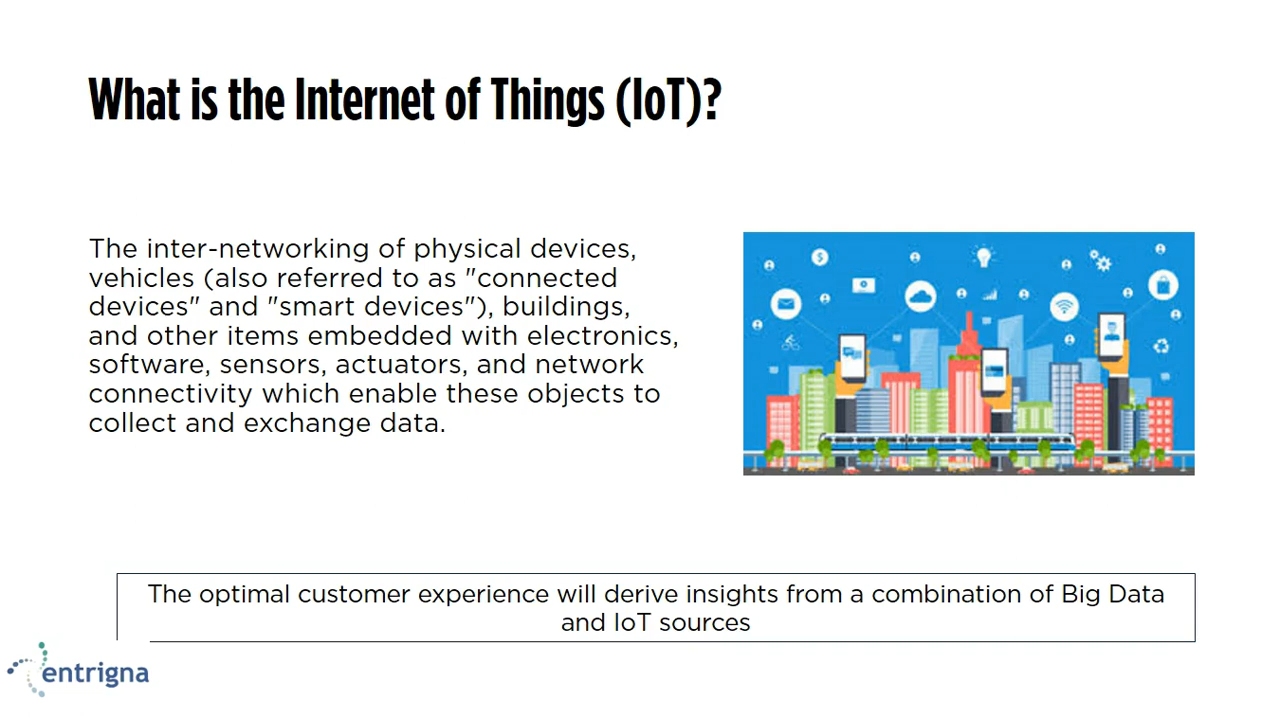 What is the Internet of Things (IoT)?
The inter-networking of physical devices,
vehicles (also referred to as "connected
devices" and "smart devices"), buildings,
and other items embedded with electronics,
software, sensors, actuators, and network
connectivity which enable these objects to
collect and exchange data.
The optimal customer experience will derive insights from a combination of Big Data
and IoT sources
entrigna